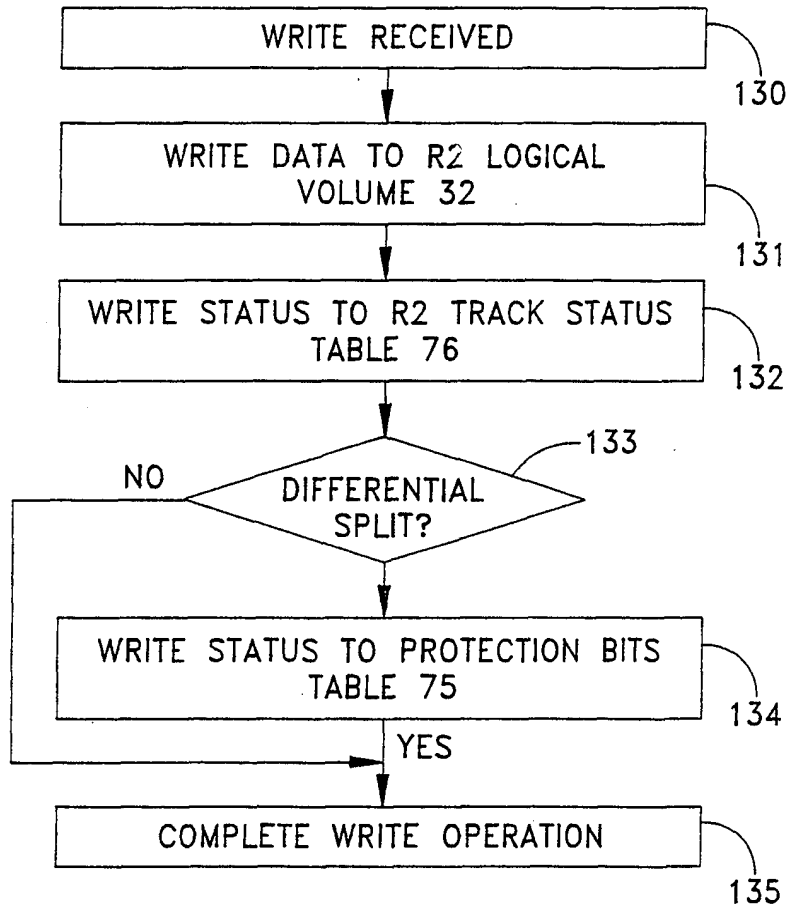 WRITE RECEIVED
130
WRITE DATA TO R2 LOGICAL
VOLUME 32
131
WRITE STATUS TO R2 TRACK STATUS
TABLE 76
132
133
NO
DIFFERENTIAL
SPLIT?
WRITE STATUS TO PROTECTION BITS
TABLE 75
134
YES
COMPLETE WRITE OPERATION
135